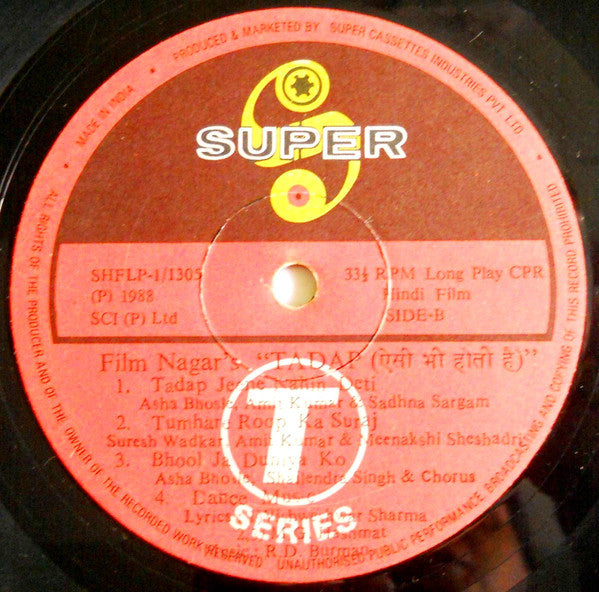 PRODUCED & MARKETED BY SUPER CASSETTES INDUSTRIES PVT. LTD.
MADE IN INDIA
SUPER
SHFLP-1/1305
33⅓ RPM Long Play CPR
(P) 1988
Hindi Film
SCI (P) Ltd
SIDE-B
Film Nagar's "TADAP (ऐसी भी होती है)"
1. Tadap Jeene Nahin Deti
Asha Bhosle, Amit Kumar & Sadhna Sargam
2. Tumhare Roop Ka Suraj
Suresh Wadkar, Amit Kumar & Meenakshi Sheshadri
3. Bhool Ja Duniya Ko
Asha Bhosle, Shailendra Singh & Chorus
4. Dance
Sharma
R.D. Burman
T
SERIES
ALL RIGHTS OF THE PRODUCER AND OF THE OWNER OF THE RECORDED WORK RESERVED UNAUTHORISED PUBLIC PERFORMANCE BROADCASTING AND COPYING OF THIS RECORD PROHIBITED